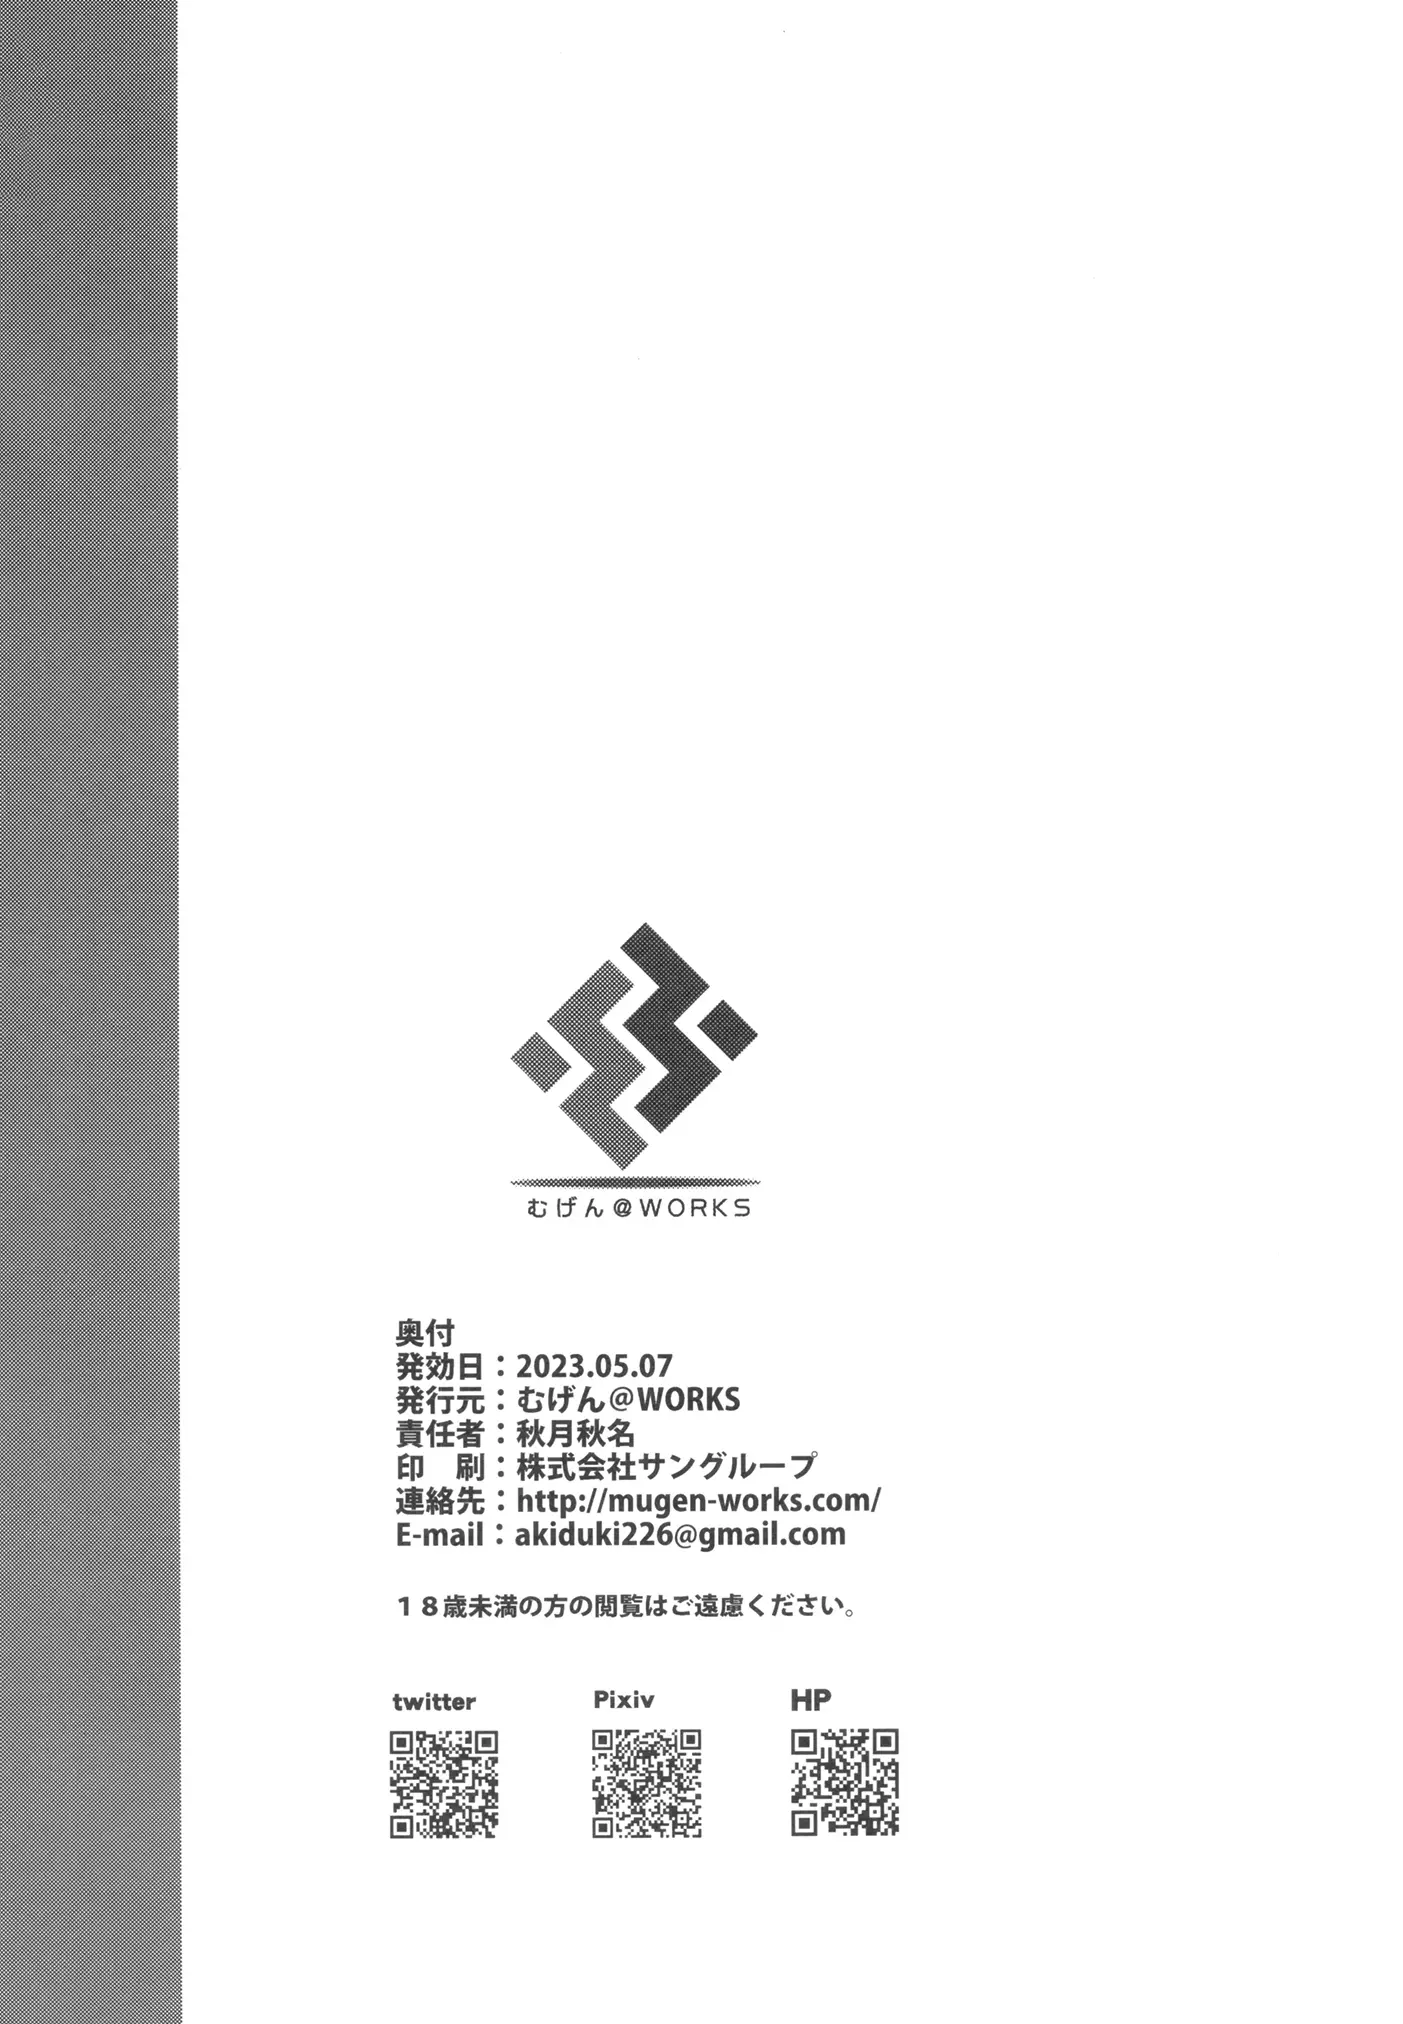 むげん@WORKS
奥付
発効日：2023.05.07
発行元：むげん@WORKS
責任者：秋月秋名
印　刷：株式会社サングループ
連絡先：http://mugen-works.com/
E-mail：akiduki226@gmail.com
１８歳未満の方の閲覧はご遠慮ください。
twitter
Pixiv
HP